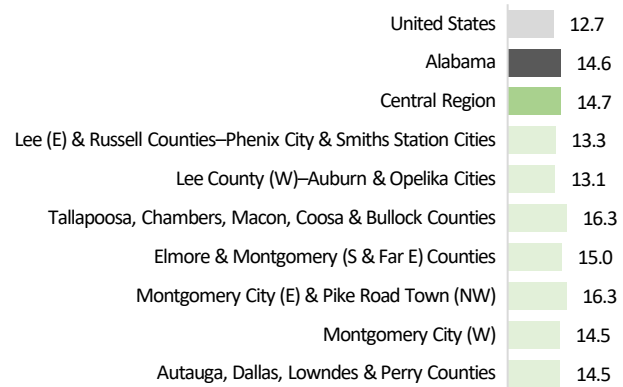 United States 12.7
Alabama 14.6
Central Region 14.7
Lee (E) & Russell Counties–Phenix City & Smiths Station Cities 13.3
Lee County (W)–Auburn & Opelika Cities 13.1
Tallapoosa, Chambers, Macon, Coosa & Bullock Counties 16.3
Elmore & Montgomery (S & Far E) Counties 15.0
Montgomery City (E) & Pike Road Town (NW) 16.3
Montgomery City (W) 14.5
Autauga, Dallas, Lowndes & Perry Counties 14.5